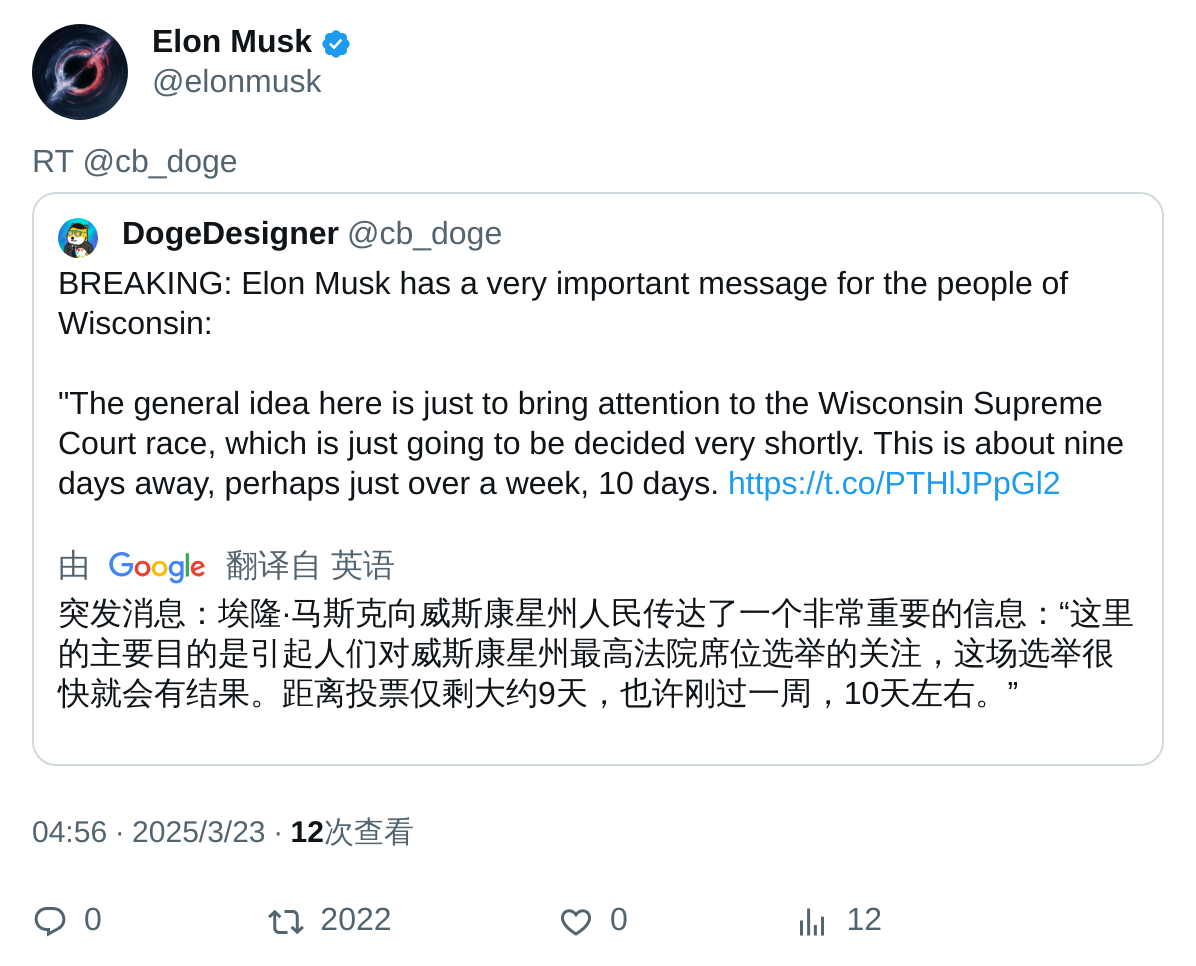 Elon Musk
@elonmusk
RT @cb_doge
DogeDesigner @cb_doge
BREAKING: Elon Musk has a very important message for the people of
Wisconsin:
"The general idea here is just to bring attention to the Wisconsin Supreme
Court race, which is just going to be decided very shortly. This is about nine
days away, perhaps just over a week, 10 days. https://t.co/PTHlJPpGl2
由 Google 翻译自 英语
突发消息：埃隆·马斯克向威斯康星州人民传达了一个非常重要的信息：“这里
的主要目的是引起人们对威斯康星州最高法院席位选举的关注，这场选举很
快就会有结果。距离投票仅剩大约9天，也许刚过一周，10天左右。”
04:56 · 2025/3/23 · 12次查看
0 2022 0 12